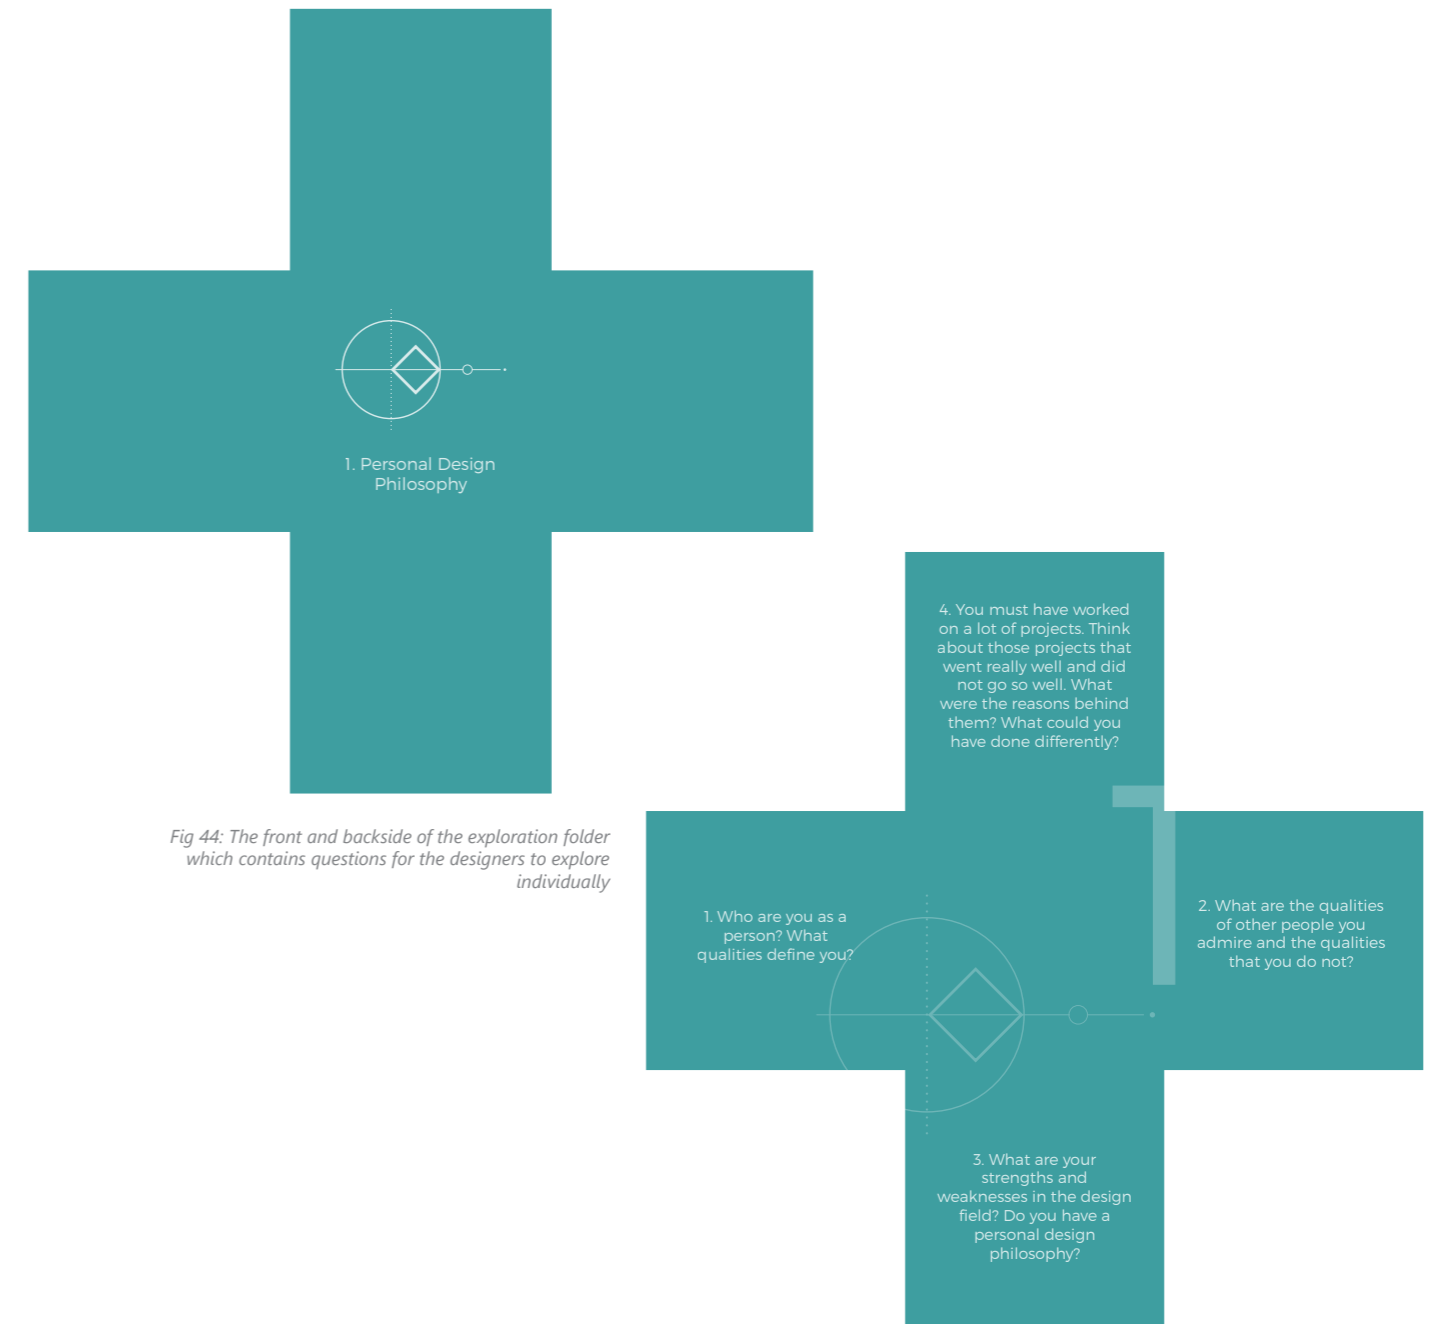 1. Personal Design
Philosophy
Fig 44: The front and backside of the exploration folder
which contains questions for the designers to explore
individually
4. You must have worked
on a lot of projects. Think
about those projects that
went really well and did
not go so well. What
were the reasons behind
them? What could you
have done differently?
1
1. Who are you as a
person? What
qualities define you?
2. What are the qualities
of other people you
admire and the qualities
that you do not?
3. What are your
strengths and
weaknesses in the design
field? Do you have a
personal design
philosophy?